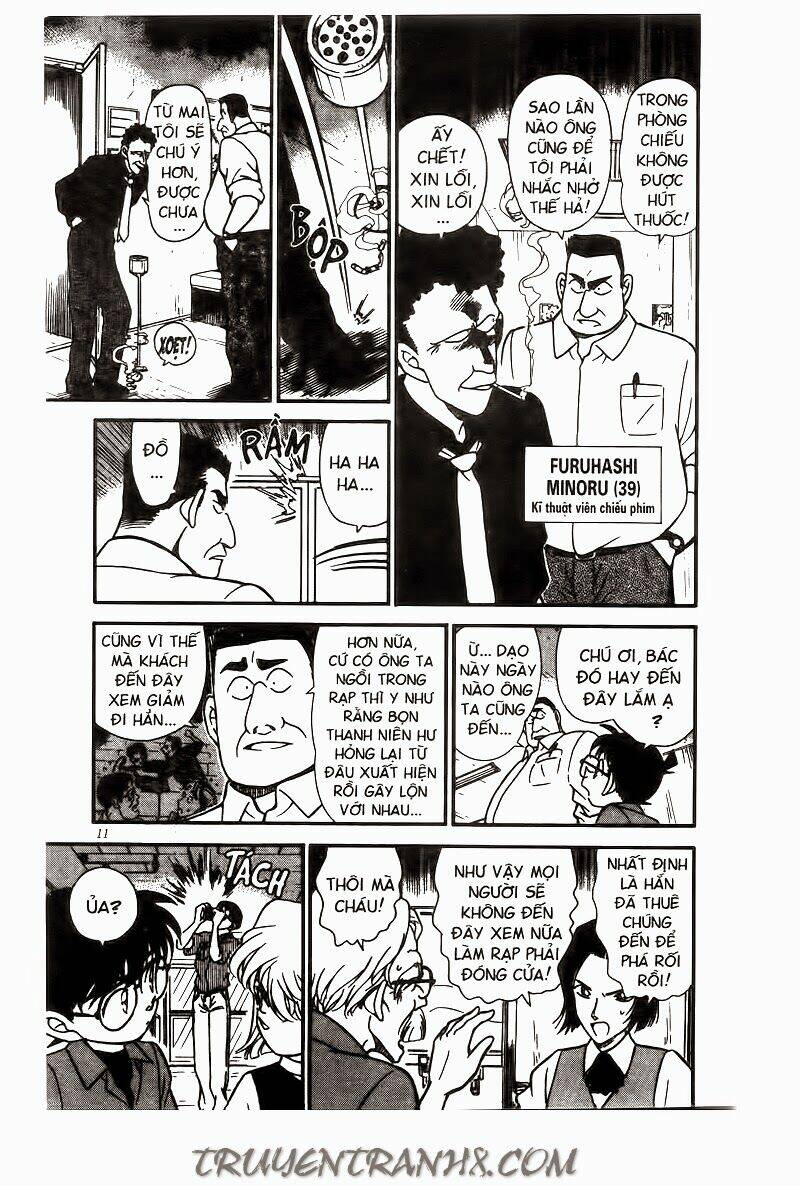 TRONG
PHÒNG
CHIẾU
KHÔNG
ĐƯỢC
HÚT
THUỐC!
SAO LẦN
NÀO ÔNG
CŨNG ĐỂ
TÔI PHẢI
NHẮC NHỞ
THẾ HẢ!
ẤY
CHẾT!
XIN LỖI,
XIN LỖI
...
FURUHASHI
MINORU (39)
Kĩ thuật viên chiếu phim
BỘP
TỪ MAI
TÔI SẼ
CHÚ Ý
HƠN,
ĐƯỢC
CHƯA
...
XOẸT!
HA HA
HA...
RẦM
ĐỒ
...
CHÚ ƠI, BÁC
ĐÓ HAY ĐẾN
ĐÂY LẮM Ạ
?
Ừ... DẠO
NÀY NGÀY
NÀO ÔNG
TA CŨNG
ĐẾN...
HƠN NỮA,
CỨ CÓ ÔNG TA
NGỒI TRONG
RẠP THÌ Y NHƯ
RẰNG BỌN
THANH NIÊN HƯ
HỎNG LẠI TỪ
ĐÂU XUẤT HIỆN
RỒI GÂY LỘN
VỚI NHAU...
CŨNG VÌ THẾ
MÀ KHÁCH
ĐẾN ĐÂY
XEM GIẢM
ĐI HẲN...
11
NHẤT ĐỊNH
LÀ HẮN
ĐÃ THUÊ
CHÚNG
ĐẾN ĐỂ
PHÁ RỐI
RỒI!
NHƯ VẬY MỌI
NGƯỜI SẼ
KHÔNG ĐẾN
ĐÂY XEM NỮA
LÀM RẠP PHẢI
ĐÓNG CỬA!
THÔI MÀ
CHÁU!
TÁCH
ỦA?
TRUYENTRANH8.COM